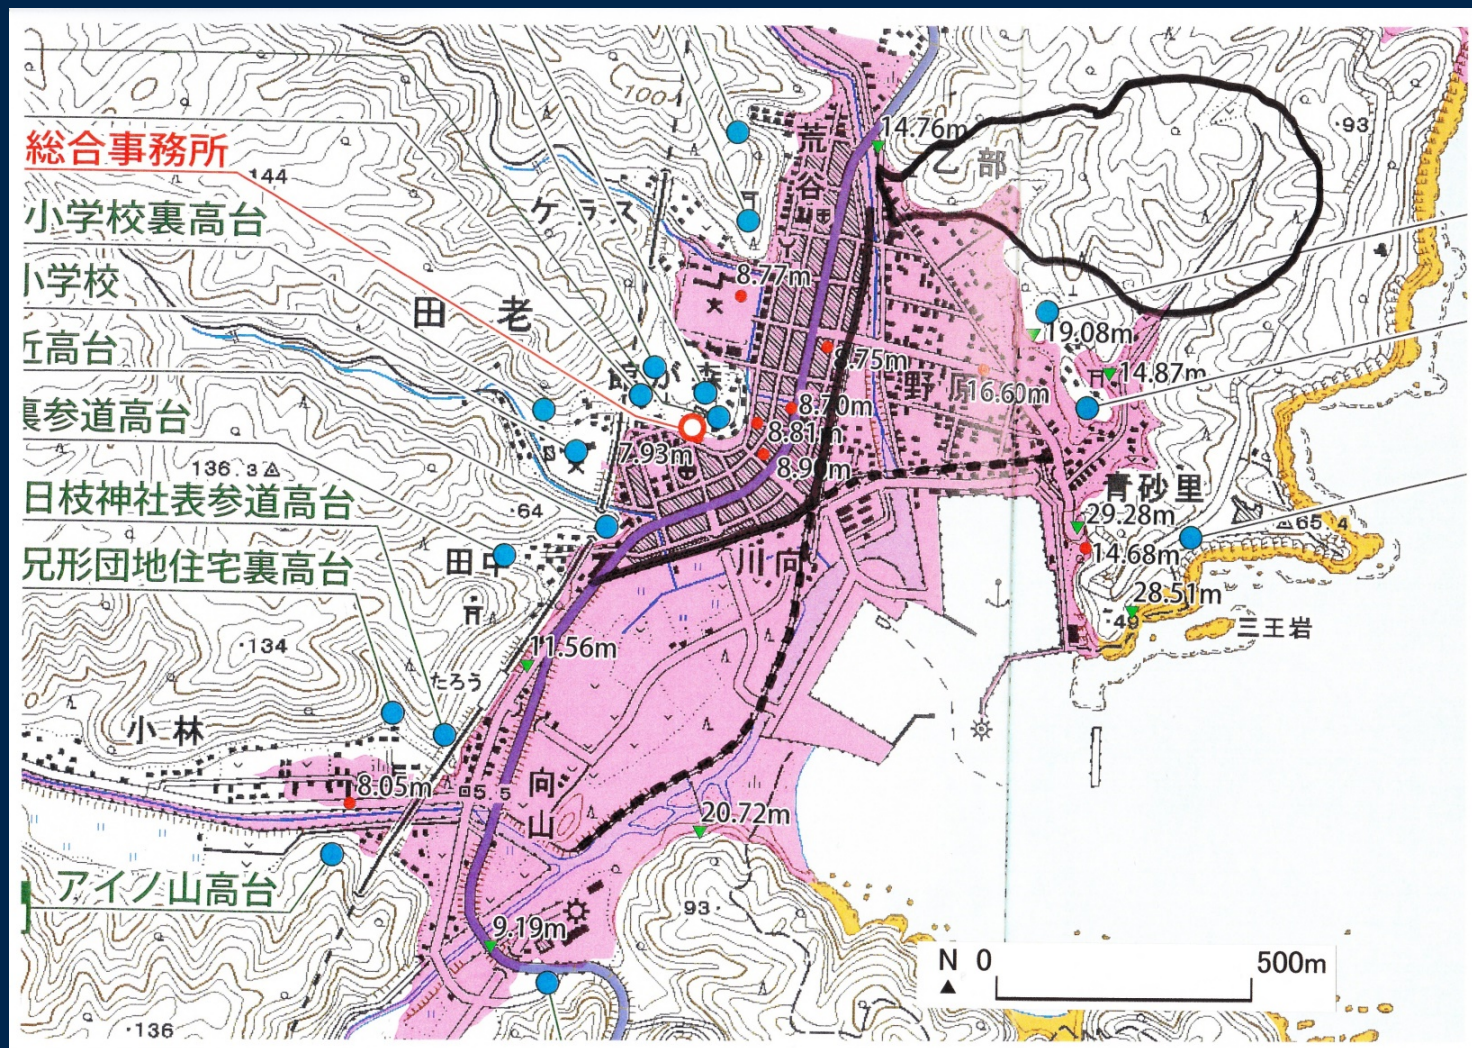 100
荒谷
14.76m
乙部
・93
総合事務所
144
ケラス
小学校裏高台
8.77m
小学校
田老
19.08m
近高台
8.75m
野原
16.60m
14.87m
8.70m
裏参道高台
8.81m
7.93m
8.90m
136.3
日枝神社表参道高台
・64
青砂里
29.28m
65.4
田中
川向
14.68m
兄形団地住宅裏高台
28.51m
・49
三王岩
・134
11.56m
たろう
小林
8.05m
5.5
向山
20.72m
アイノ山高台
93・
9.19m
N 0 500m
・136